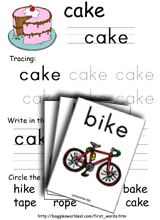 cake
cake
Tracing:
cake cake cake
Write in th
cake
bike
Circle the
hike bake
tape rope cake
http://bogglesworldesl.com/first_words.htm